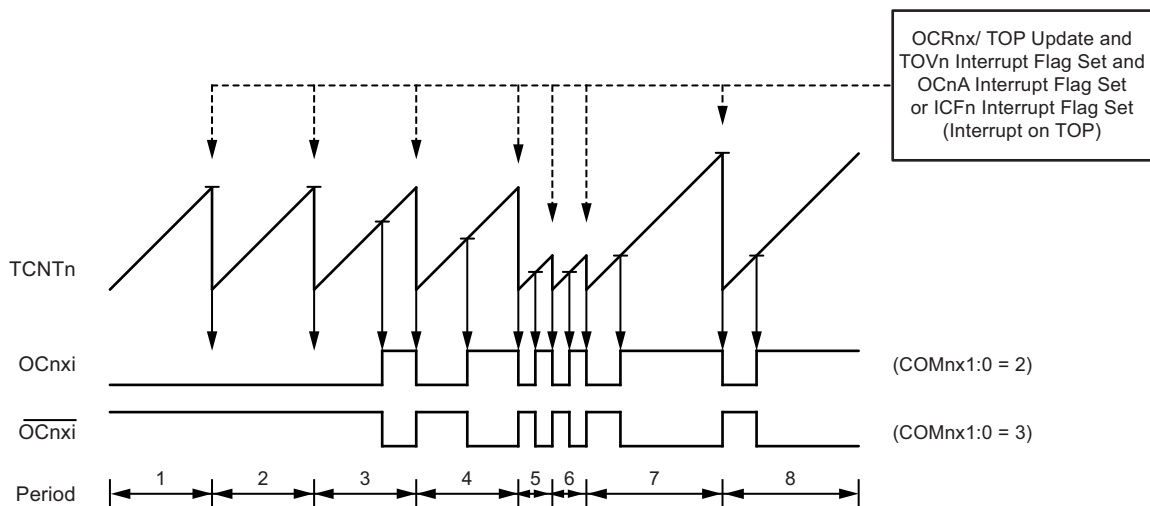 OCRnx/ TOP Update and
TOVn Interrupt Flag Set and
OCnA Interrupt Flag Set
or ICFn Interrupt Flag Set
(Interrupt on TOP)
TCNTn
OCnxi
(COMnx1:0 = 2)
OCnxi
(COMnx1:0 = 3)
Period
1 2 3 4 5 6 7 8